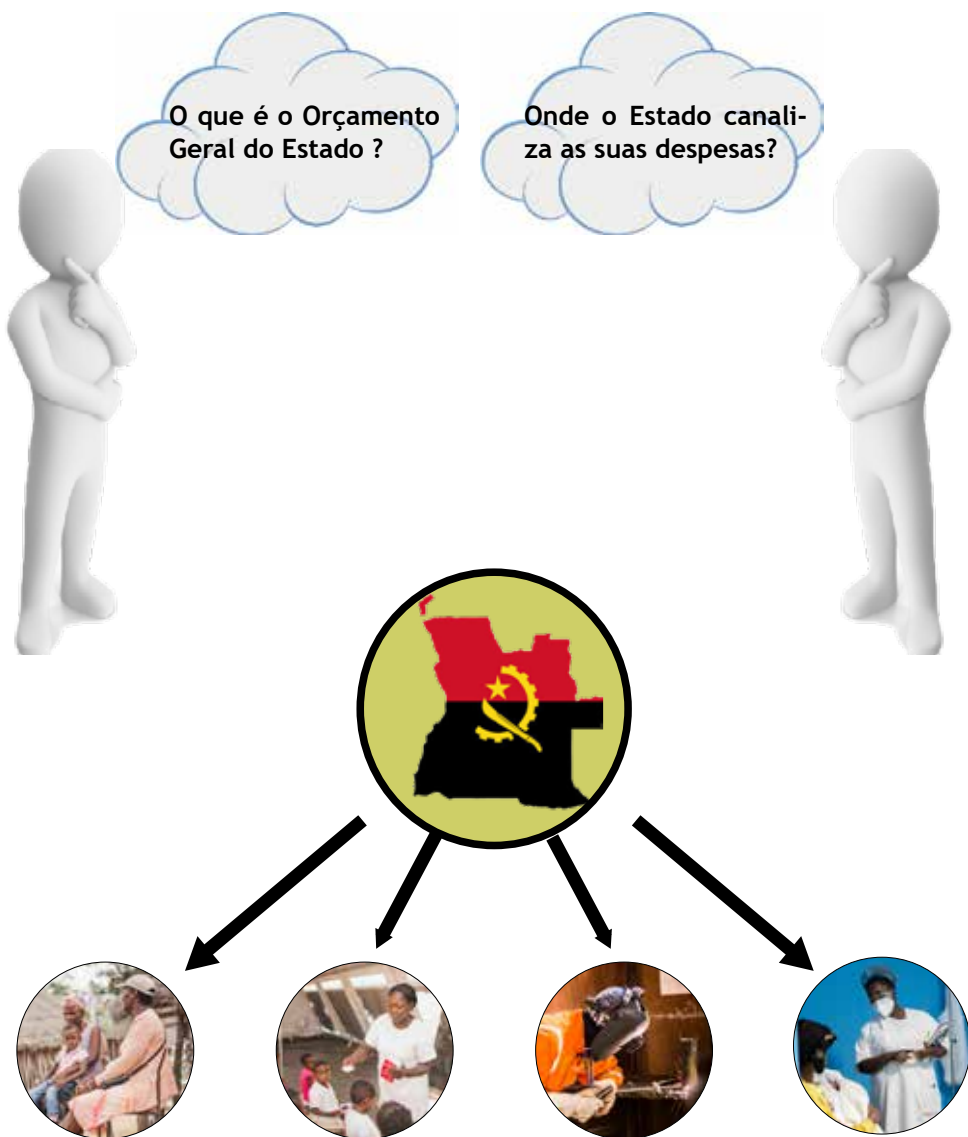 O que é o Orçamento
Geral do Estado ?
Onde o Estado canali-
za as suas despesas?